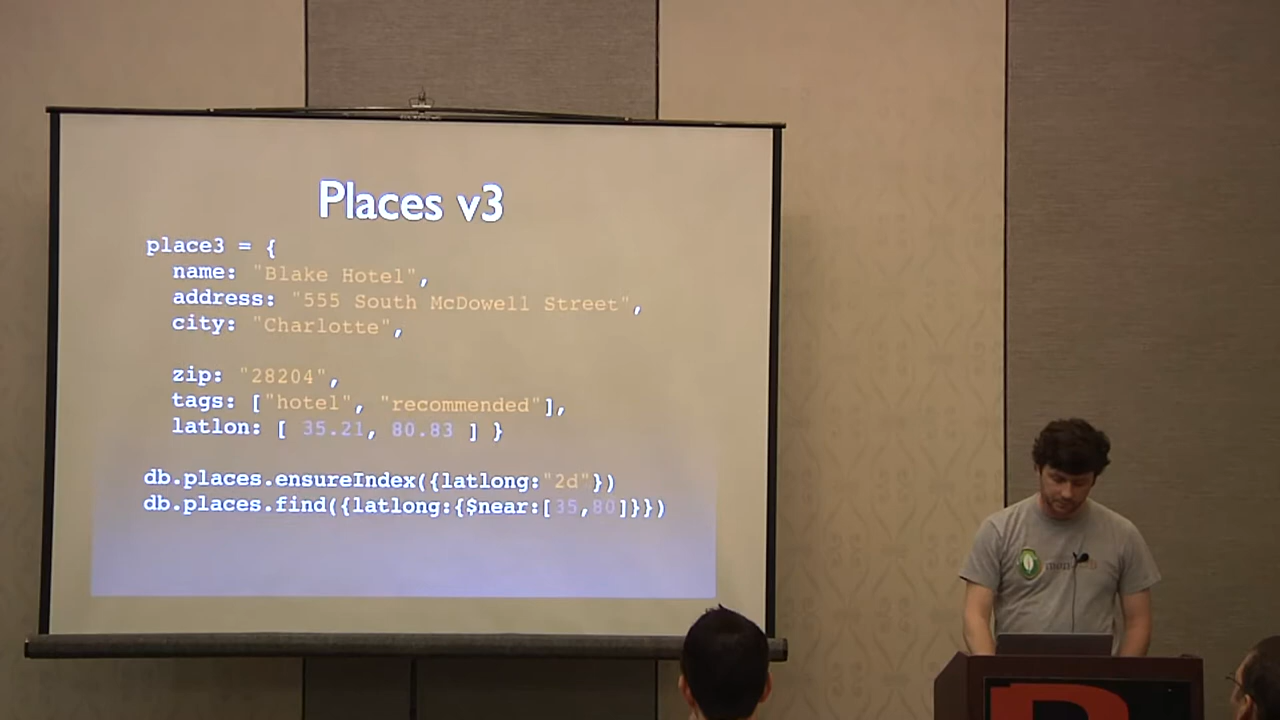 Places v3
place3 = {
name: "Blake Hotel",
address: "555 South McDowell Street",
city: "Charlotte",
zip: "28204",
tags: ["hotel", "recommended"],
latlon: [ 35.21, 80.83 ] }
db.places.ensureIndex({latlong:"2d"})
db.places.find({latlong:{$near:[35,80]}})